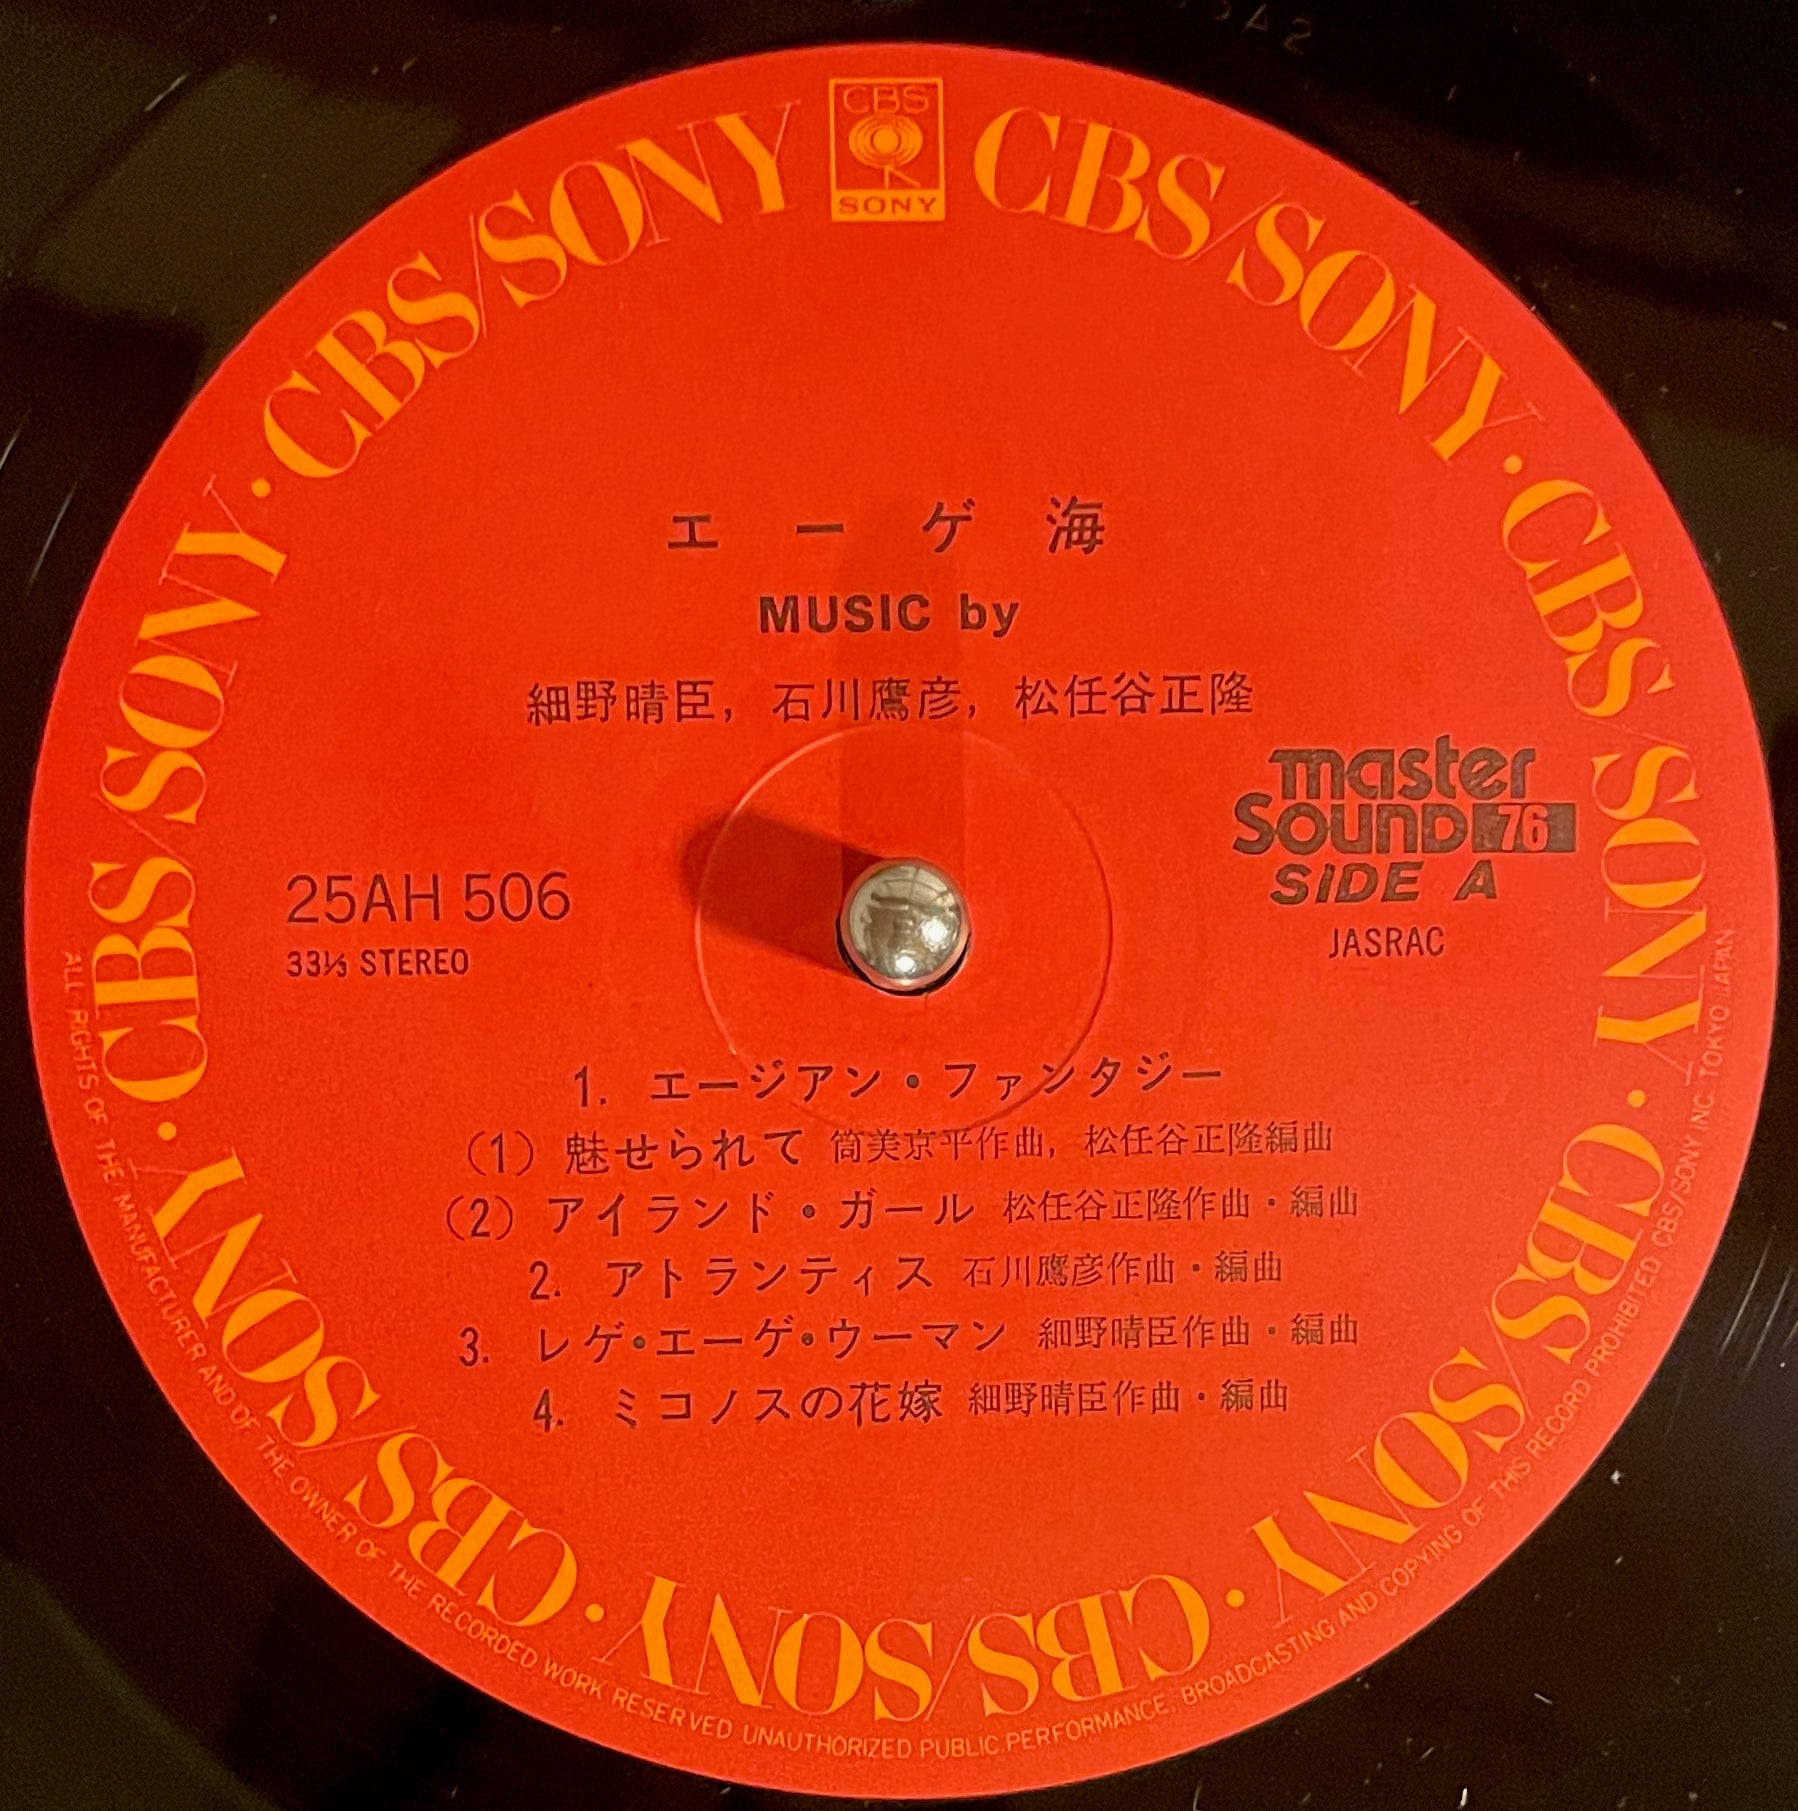 CBS
SONY
CBS/SONY · CBS/SONY · CBS/SONY · CBS/SONY · CBS/SONY · CBS/SONY · CBS/SONY · CBS/SONY
エーゲ海
MUSIC by
細野晴臣, 石川鷹彦, 松任谷正隆
master
Sound 76
SIDE A
JASRAC
25AH 506
33⅓ STEREO
1. エージアン・ファンタジー
(1) 魅せられて 筒美京平作曲, 松任谷正隆編曲
(2) アイランド・ガール 松任谷正隆作曲・編曲
2. アトランティス 石川鷹彦作曲・編曲
3. レゲ・エーゲ・ウーマン 細野晴臣作曲・編曲
4. ミコノスの花嫁 細野晴臣作曲・編曲
ALL RIGHTS OF THE MANUFACTURER AND OF THE OWNER OF THE RECORDED WORK RESERVED UNAUTHORIZED PUBLIC PERFORMANCE, BROADCASTING AND COPYING OF THIS RECORD PROHIBITED CBS/SONY INC. TOKYO JAPAN